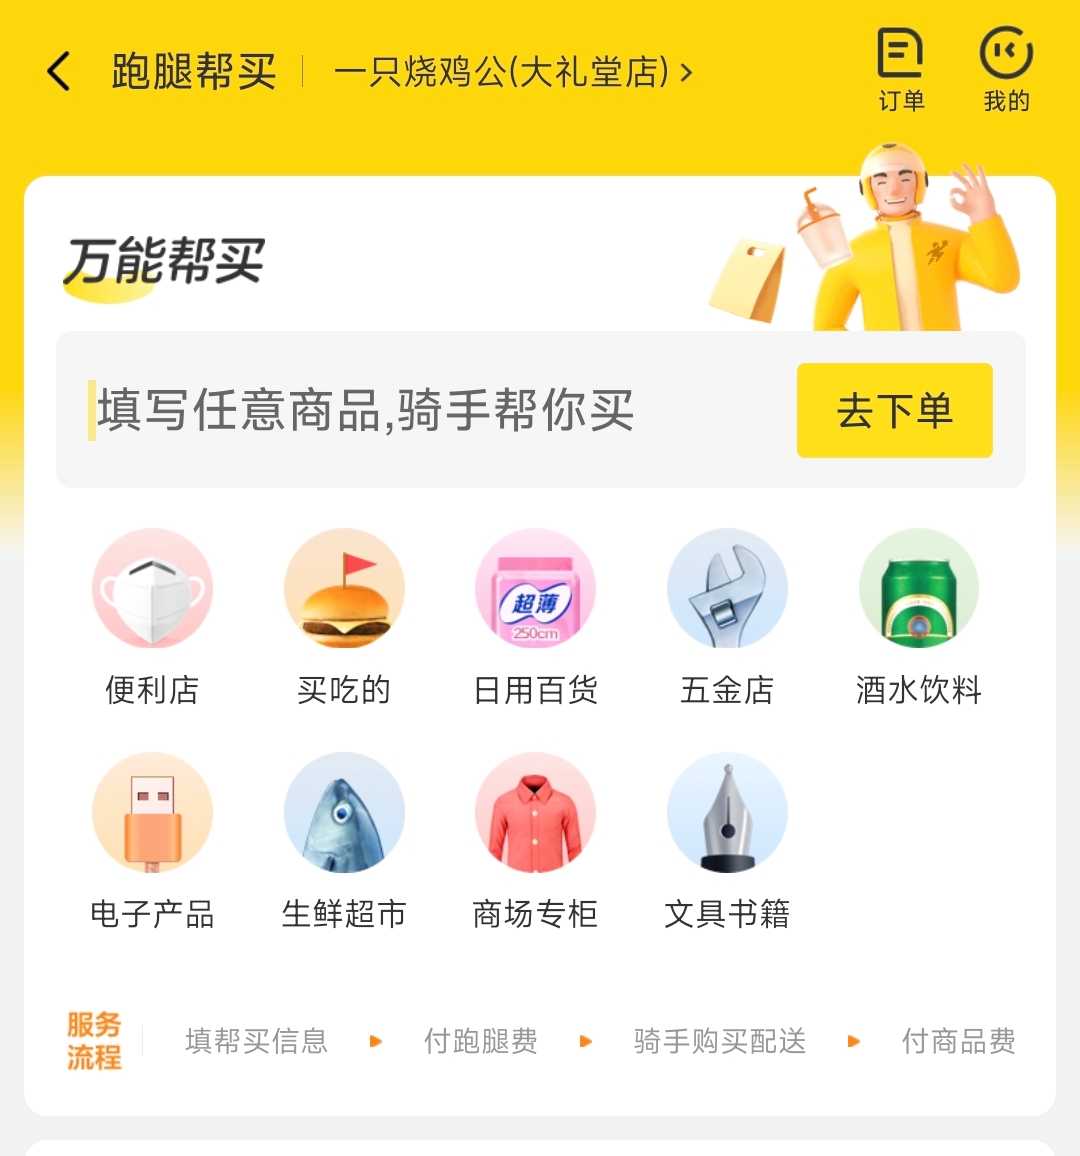 跑腿帮买
一只烧鸡公(大礼堂店)
订单
我的
万能帮买
填写任意商品,骑手帮你买
去下单
超薄
250cm
便利店
买吃的
日用百货
五金店
酒水饮料
电子产品
生鲜超市
商场专柜
文具书籍
服务
流程
填帮买信息
付跑腿费
骑手购买配送
付商品费